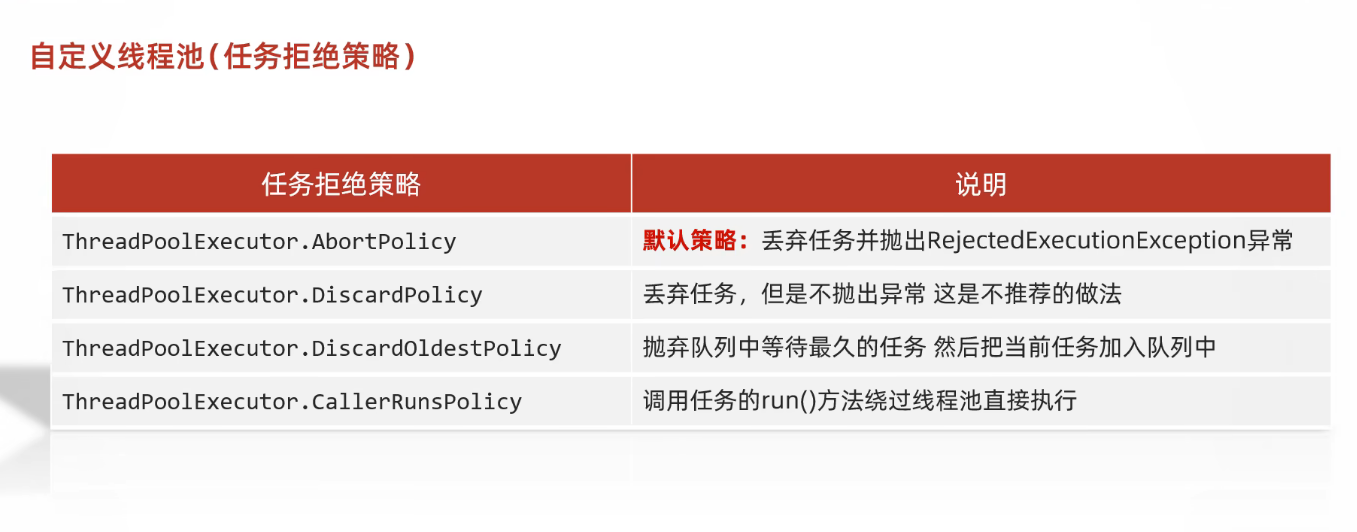 自定义线程池(任务拒绝策略)
任务拒绝策略 说明
ThreadPoolExecutor.AbortPolicy 默认策略：丢弃任务并抛出RejectedExecutionException异常
ThreadPoolExecutor.DiscardPolicy 丢弃任务，但是不抛出异常 这是不推荐的做法
ThreadPoolExecutor.DiscardOldestPolicy 抛弃队列中等待最久的任务 然后把当前任务加入队列中
ThreadPoolExecutor.CallerRunsPolicy 调用任务的run()方法绕过线程池直接执行